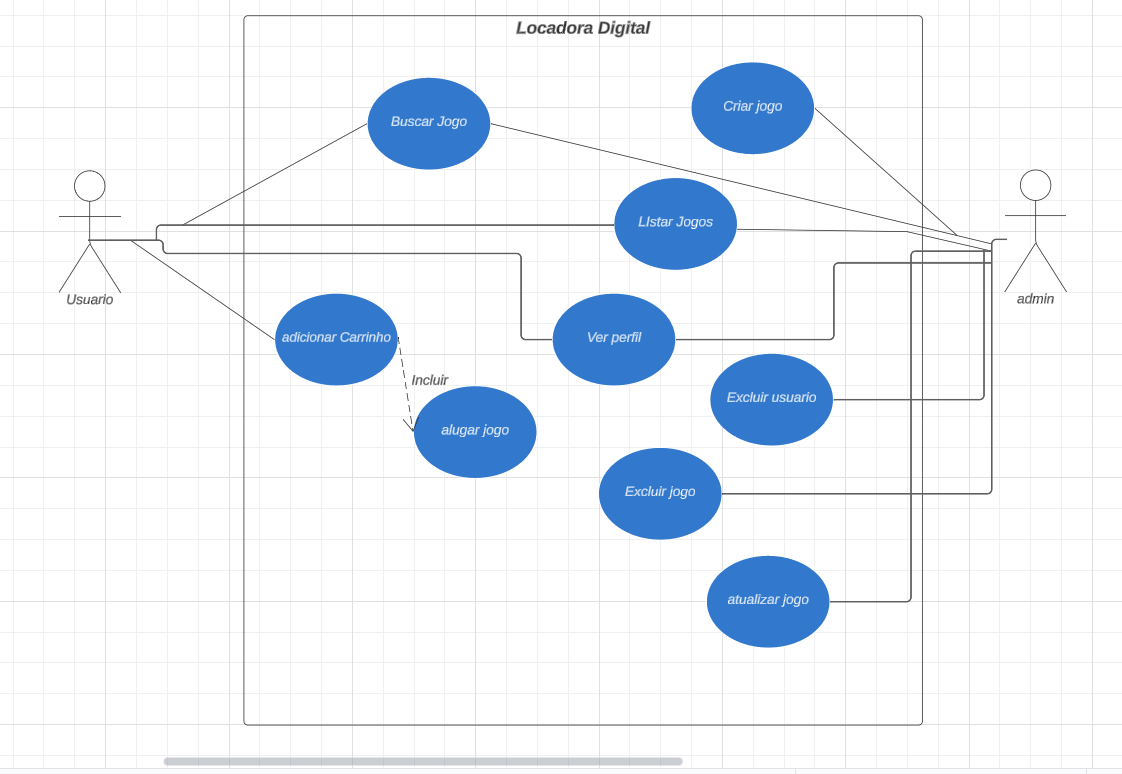 Locadora Digital
Buscar Jogo
Criar jogo
LIstar Jogos
Usuario
admin
adicionar Carrinho
Ver perfil
Incluir
Excluir usuario
alugar jogo
Excluir jogo
atualizar jogo